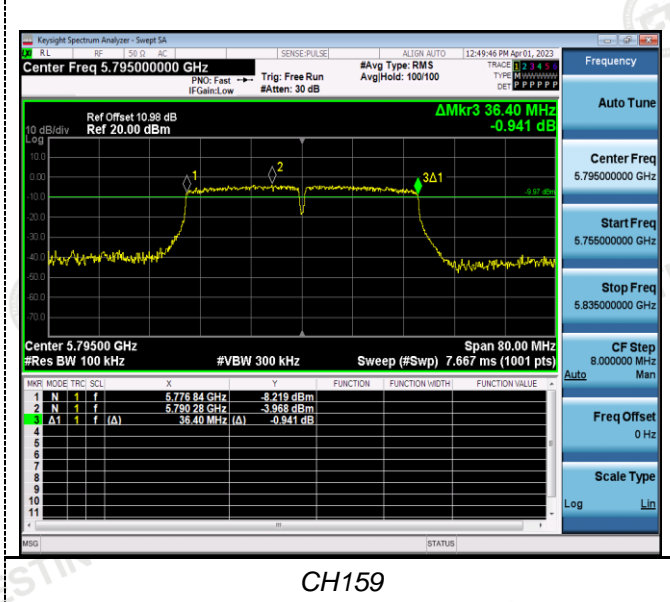 Keysight Spectrum Analyzer - Swept SA
RL RF 50 Ω AC SENSE:PULSE ALIGN AUTO 12:49:46 PM Apr 01, 2023
Center Freq 5.795000000 GHz #Avg Type: RMS TRACE 1 2 3 4 5 6
PNO: Fast Trig: Free Run Avg|Hold: 100/100 TYPE MWWWWW
IFGain:Low #Atten: 30 dB DET P P P P P P
Frequency
Auto Tune
Center Freq
5.795000000 GHz
Start Freq
5.755000000 GHz
Stop Freq
5.835000000 GHz
CF Step
8.000000 MHz
Auto Man
Freq Offset
0 Hz
Scale Type
Log Lin
ΔMkr3 36.40 MHz
-0.941 dB
Ref Offset 10.98 dB
10 dB/div Ref 20.00 dBm
Log
10.0
0.00
-10.0
-20.0
-30.0
-40.0
-50.0
-60.0
-70.0
1
2
3Δ1
-9.97 dBm
Center 5.79500 GHz Span 80.00 MHz
#Res BW 100 kHz #VBW 300 kHz Sweep (#Swp) 7.667 ms (1001 pts)
MKR MODE TRC SCL X Y FUNCTION FUNCTION WIDTH FUNCTION VALUE
1 N 1 f 5.776 84 GHz -8.219 dBm
2 N 1 f 5.790 28 GHz -3.968 dBm
3 Δ1 1 f (Δ) 36.40 MHz (Δ) -0.941 dB
4
5
6
7
8
9
10
11
MSG STATUS
CH159